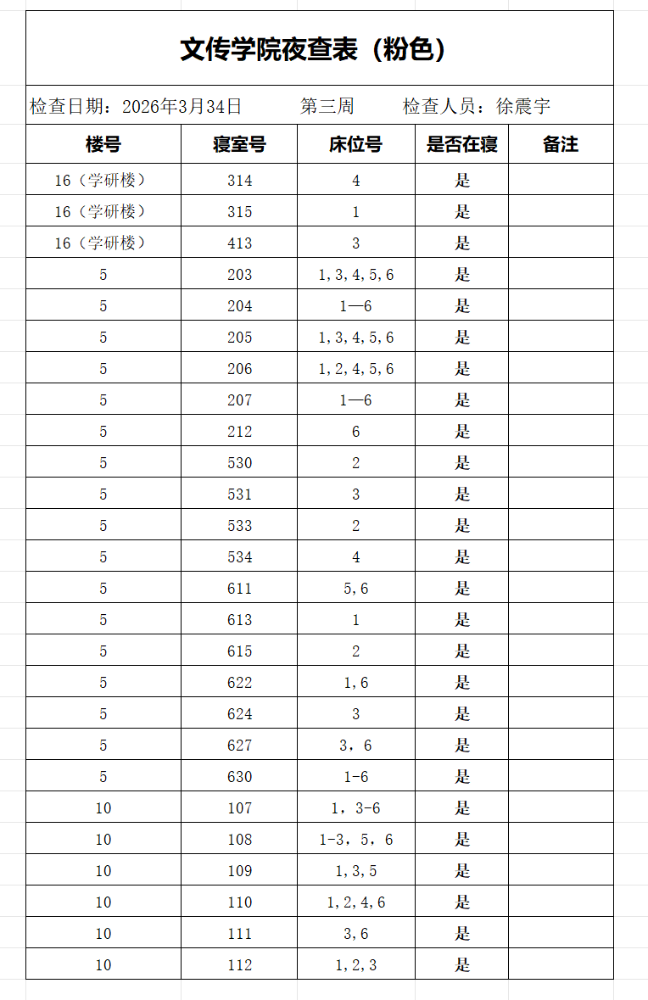 文传学院夜查表（粉色）
检查日期：2026年3月34日 第三周 检查人员：徐震宇
楼号 寝室号 床位号 是否在寝 备注
16（学研楼） 314 4 是
16（学研楼） 315 1 是
16（学研楼） 413 3 是
5 203 1,3,4,5,6 是
5 204 1—6 是
5 205 1,3,4,5,6 是
5 206 1,2,4,5,6 是
5 207 1—6 是
5 212 6 是
5 530 2 是
5 531 3 是
5 533 2 是
5 534 4 是
5 611 5,6 是
5 613 1 是
5 615 2 是
5 622 1,6 是
5 624 3 是
5 627 3，6 是
5 630 1-6 是
10 107 1，3-6 是
10 108 1-3，5，6 是
10 109 1,3,5 是
10 110 1,2,4,6 是
10 111 3,6 是
10 112 1,2,3 是